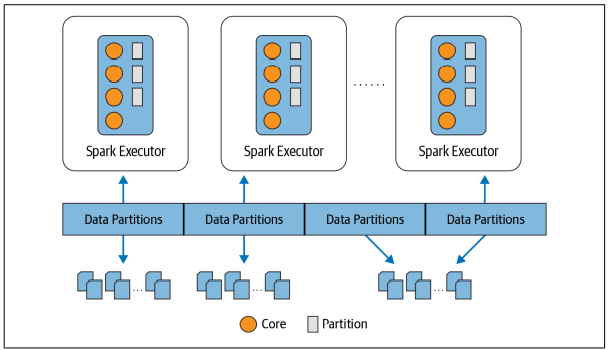 Spark Executor
Spark Executor
......
Spark Executor
Data Partitions
Data Partitions
Data Partitions
Data Partitions
...
...
...
Core
Partition